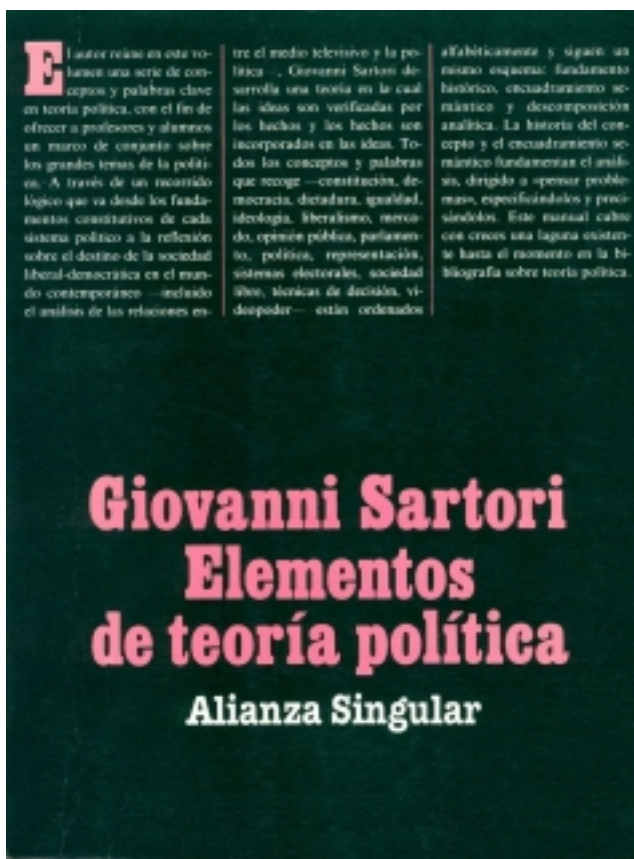 El autor reúne en este vo-
lumen una serie de con-
ceptos y palabras clave
en teoría política, con el fin de
ofrecer a profesores y alumnos
un marco de conjunto sobre
los grandes temas de la políti-
ca. A través de un recorrido
lógico que va desde los funda-
mentos constitutivos de cada
sistema político a la reflexión
sobre el destino de la sociedad
liberal-democrática en el mun-
do contemporáneo —incluido
el análisis de las relaciones en-
tre el medio televisivo y la po-
lítica—, Giovanni Sartori de-
sarrolla una teoría en la cual
las ideas son verificadas por
los hechos y los hechos son
incorporados en las ideas. To-
dos los conceptos y palabras
que recoge —constitución, de-
mocracia, dictadura, igualdad,
ideología, liberalismo, merca-
do, opinión pública, parlamen-
to, política, representación,
sistemas electorales, sociedad
libre, técnicas de decisión, vi-
deopoder— están ordenados
alfabéticamente y siguen un
mismo esquema: fundamento
histórico, encuadramiento se-
mántico y descomposición
analítica. La historia del con-
cepto y el encuadramiento se-
mántico fundamentan el análi-
sis, dirigido a «pensar proble-
mas», especificándolos y preci-
sándolos. Este manual cubre
con creces una laguna existen-
te hasta el momento en la bi-
bliografía sobre teoría política.
Giovanni Sartori
Elementos
de teoría política
Alianza Singular